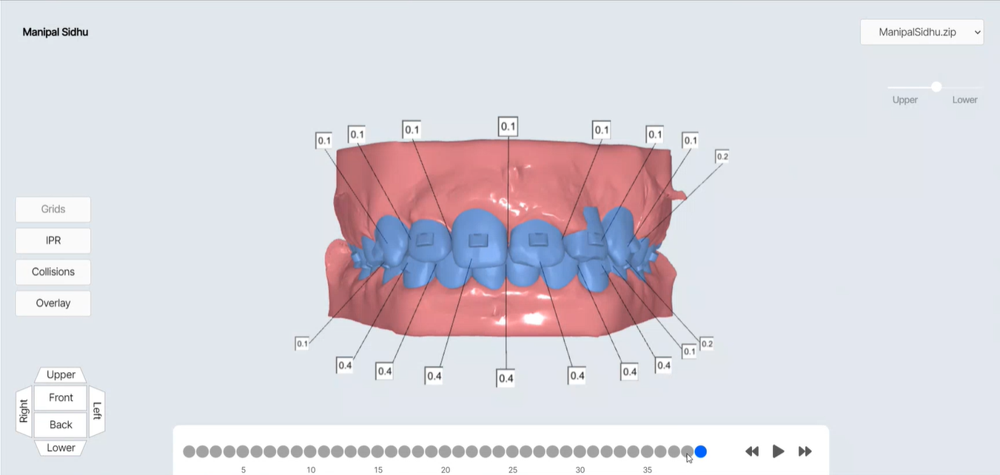 Manipal Sidhu
ManipalSidhu.zip
Upper Lower
0.1 0.1 0.1 0.1 0.1 0.1 0.1 0.2
Grids
IPR
Collisions
Overlay
0.1 0.4 0.4 0.4 0.4 0.4 0.4 0.4 0.1 0.2
Upper
Right Front Left
Back
Lower
5 10 15 20 25 30 35